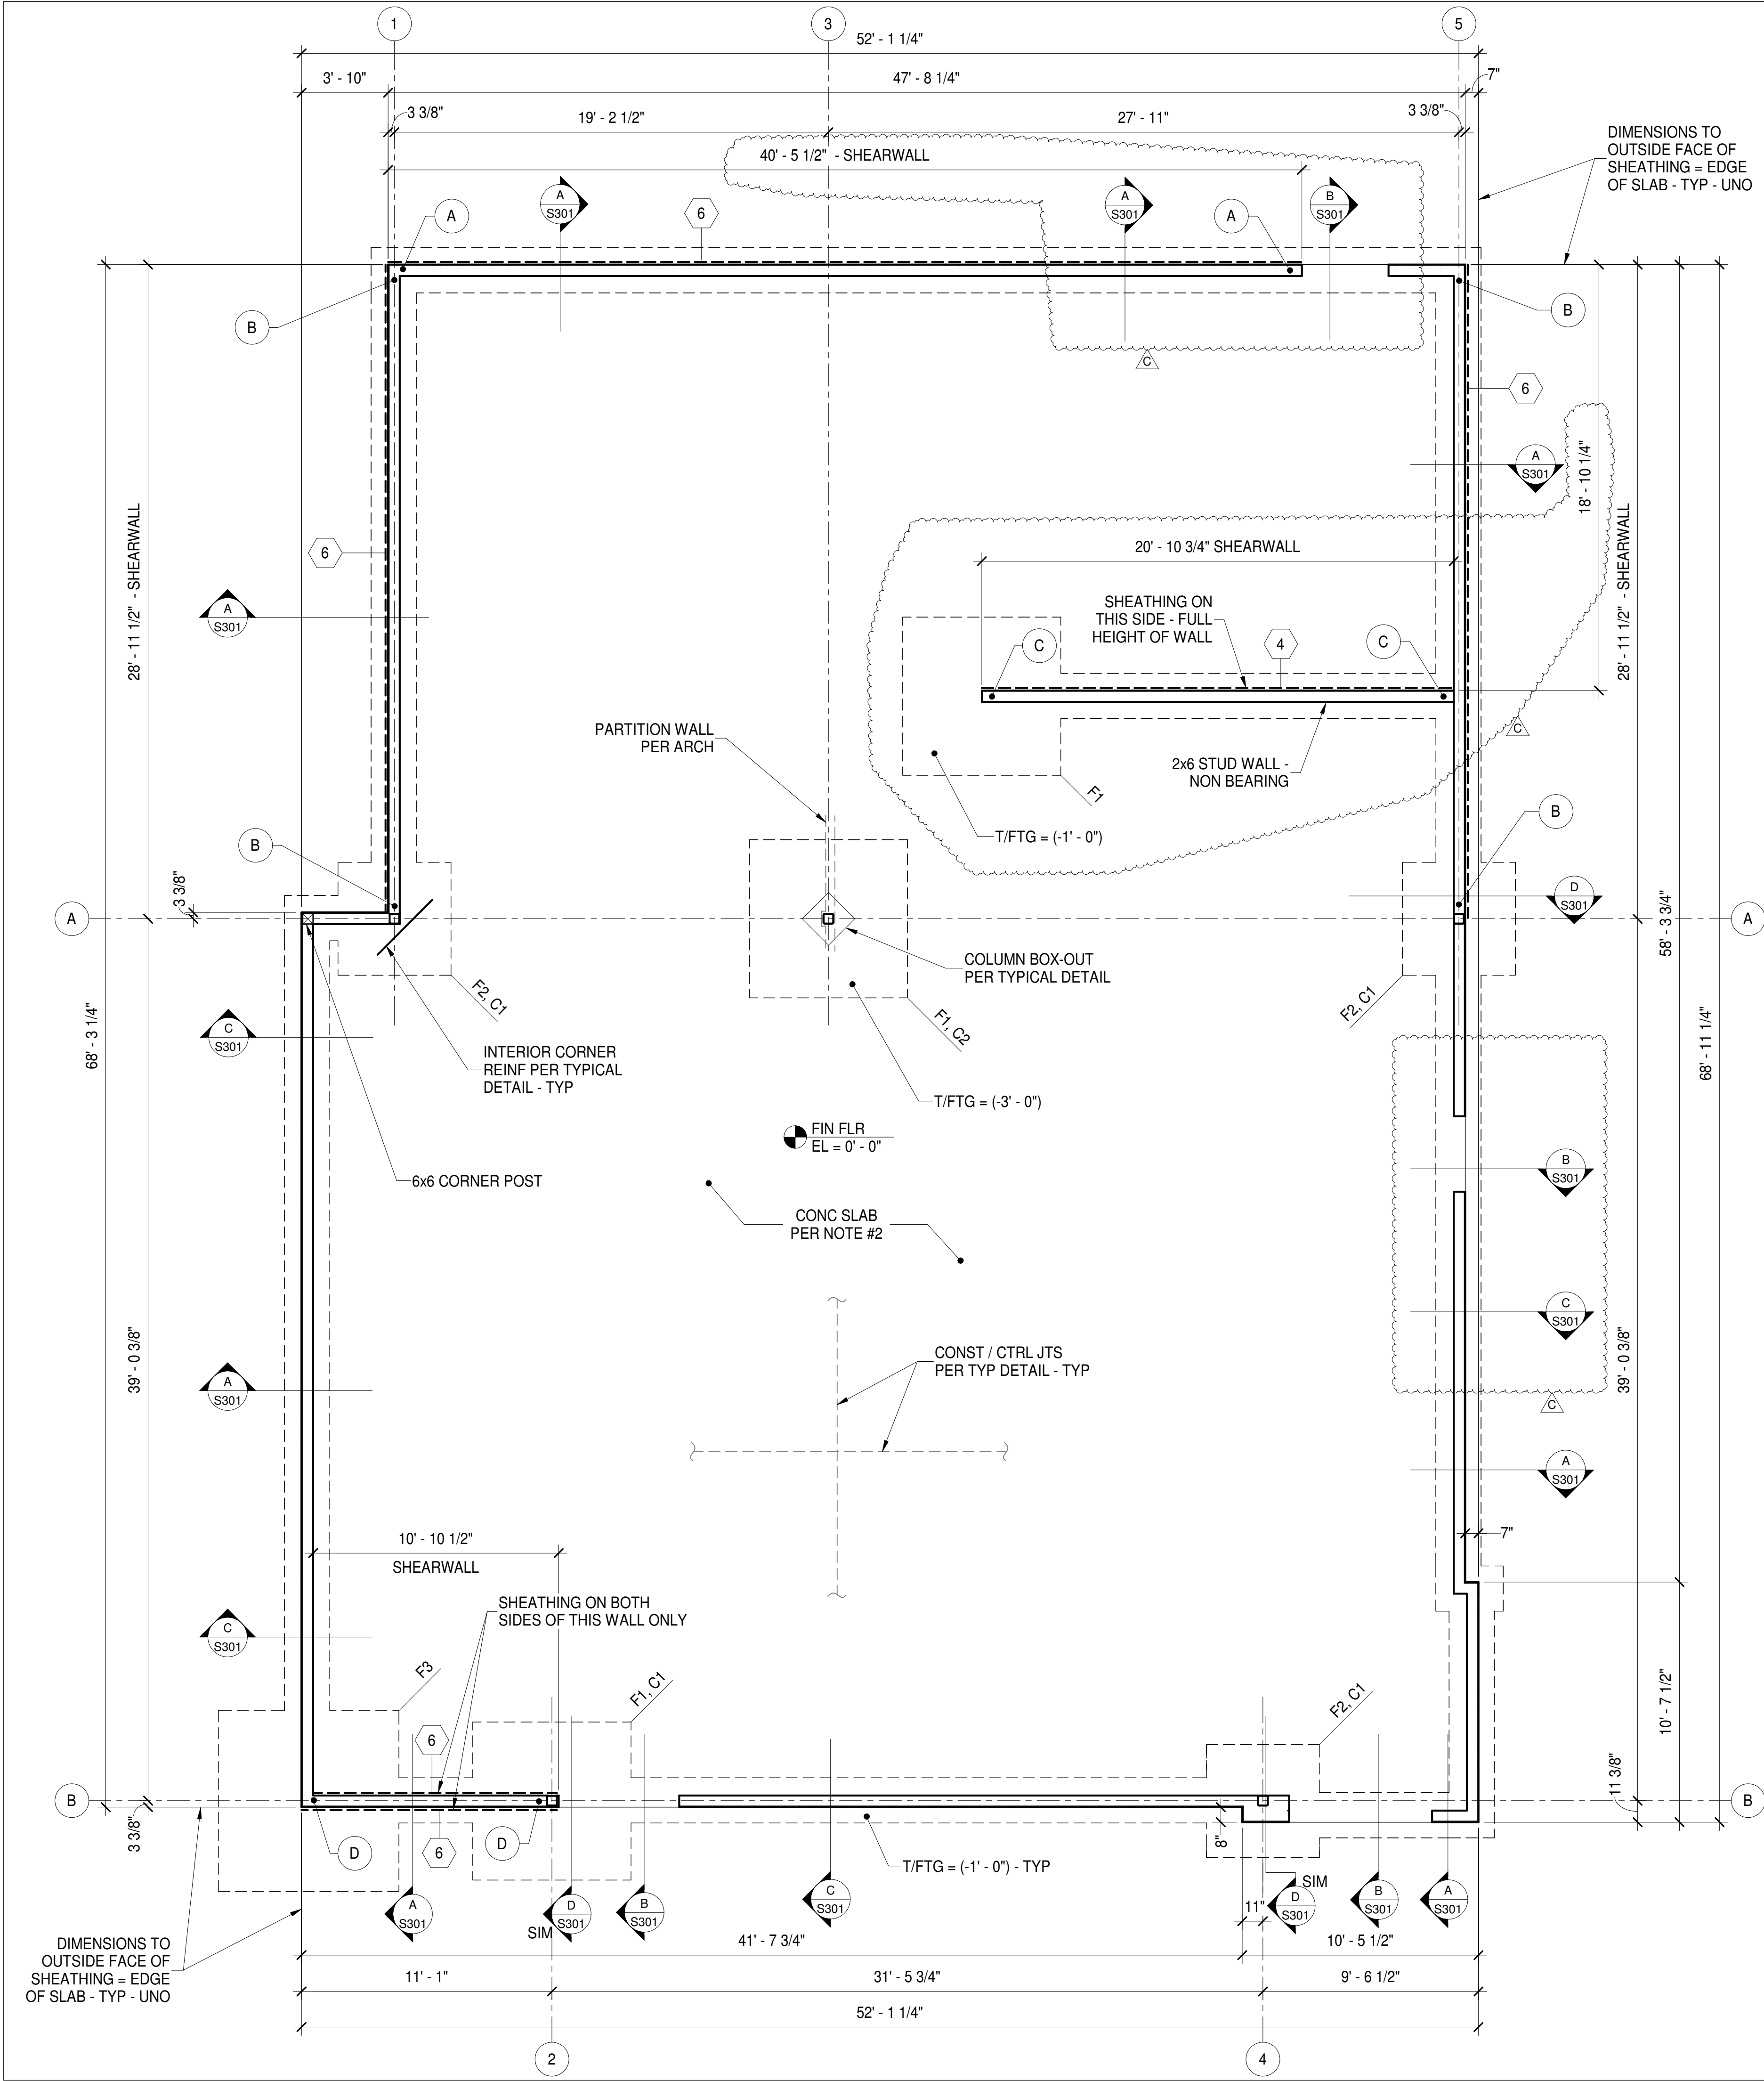 1
3
5
52' - 1 1/4"
3' - 10"
47' - 8 1/4"
7"
3 3/8"
19' - 2 1/2"
27' - 11"
3 3/8"
40' - 5 1/2" - SHEARWALL
DIMENSIONS TO
OUTSIDE FACE OF
SHEATHING = EDGE
OF SLAB - TYP - UNO
A
A
S301
6
A
S301
A
B
S301
B
B
C
6
A
S301
18' - 10 1/4"
28' - 11 1/2" - SHEARWALL
28' - 11 1/2" - SHEARWALL
6
A
S301
20' - 10 3/4" SHEARWALL
SHEATHING ON
THIS SIDE - FULL
HEIGHT OF WALL
4
C
C
PARTITION WALL
PER ARCH
2x6 STUD WALL -
NON BEARING
C
F1
T/FTG = (-1' - 0")
B
B
3 3/8"
D
S301
A
A
58' - 3 3/4"
COLUMN BOX-OUT
PER TYPICAL DETAIL
F2, C1
F1, C2
F2, C1
C
S301
68' - 3 1/4"
68' - 11 1/4"
INTERIOR CORNER
REINF PER TYPICAL
DETAIL - TYP
T/FTG = (-3' - 0")
FIN FLR
EL = 0' - 0"
6x6 CORNER POST
B
S301
CONC SLAB
PER NOTE #2
C
S301
39' - 0 3/8"
39' - 0 3/8"
CONST / CTRL JTS
PER TYP DETAIL - TYP
A
S301
C
A
S301
7"
10' - 10 1/2"
SHEARWALL
SHEATHING ON BOTH
SIDES OF THIS WALL ONLY
C
S301
F3
F1, C1
F2, C1
10' - 7 1/2"
6
11 3/8"
B
B
3 3/8"
D
6
D
8"
T/FTG = (-1' - 0") - TYP
A
S301
D
S301
SIM
B
S301
C
S301
11"
D
S301
SIM
B
S301
A
S301
DIMENSIONS TO
OUTSIDE FACE OF
SHEATHING = EDGE
OF SLAB - TYP - UNO
41' - 7 3/4"
10' - 5 1/2"
11' - 1"
31' - 5 3/4"
9' - 6 1/2"
52' - 1 1/4"
2
4